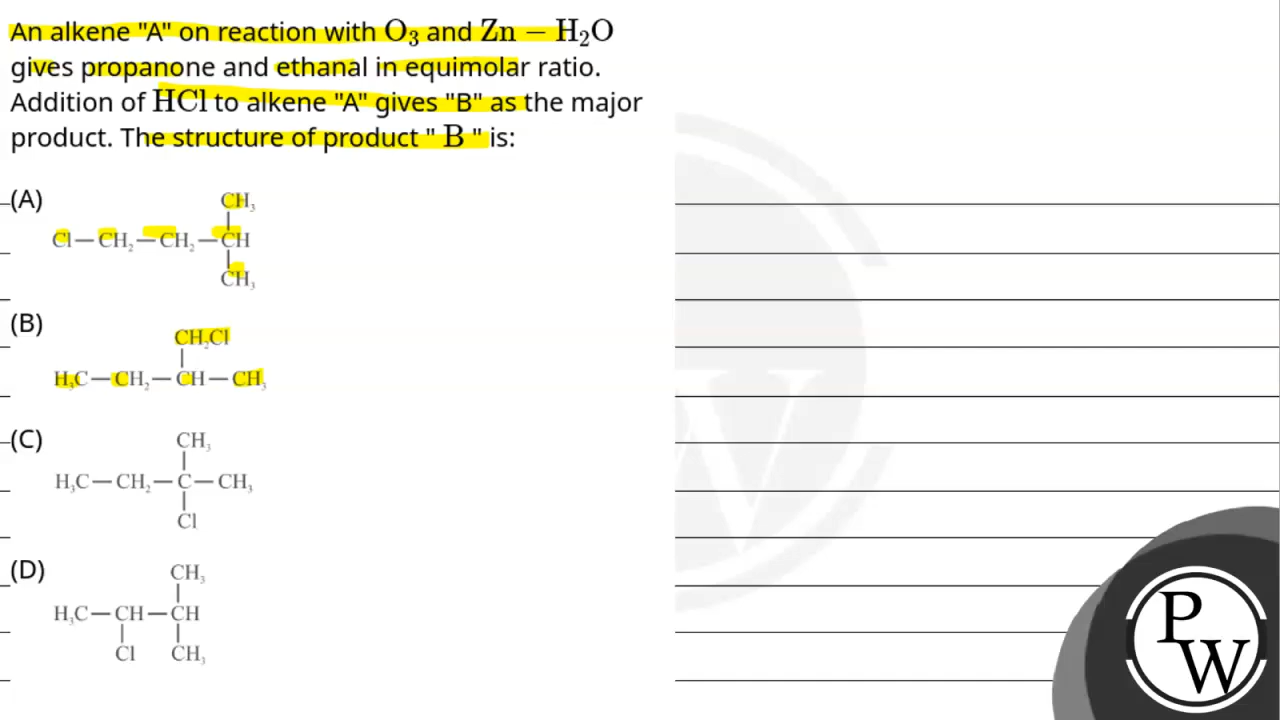 An alkene "A" on reaction with O₃ and Zn − H₂O
gives propanone and ethanal in equimolar ratio.
Addition of HCl to alkene "A" gives "B" as the major
product. The structure of product " B " is:
(A)
CH₃
Cl—CH₂—CH₂—CH
CH₃
(B)
CH₂Cl
H₃C—CH₂—CH—CH₃
(C)
CH₃
H₃C—CH₂—C—CH₃
Cl
(D)
CH₃
H₃C—CH—CH
Cl CH₃
P
W